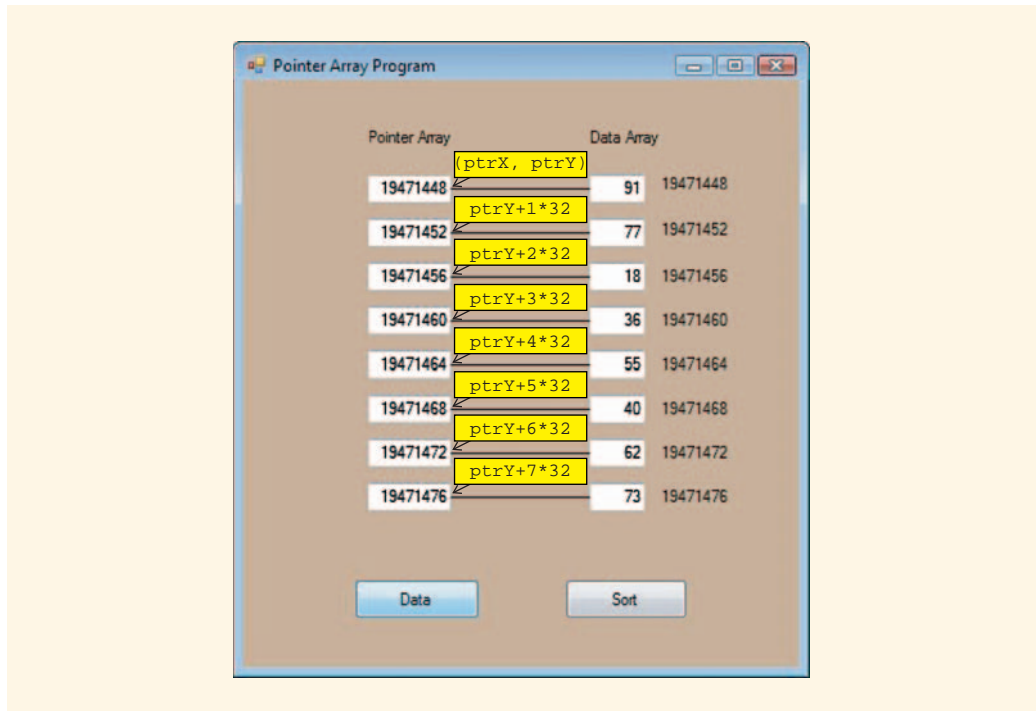 Pointer Array Program
Pointer Array Data Array
(ptrX, ptrY)
19471448 91 19471448
ptrY+1*32
19471452 77 19471452
ptrY+2*32
19471456 18 19471456
ptrY+3*32
19471460 36 19471460
ptrY+4*32
19471464 55 19471464
ptrY+5*32
19471468 40 19471468
ptrY+6*32
19471472 62 19471472
ptrY+7*32
19471476 73 19471476
Data Sort